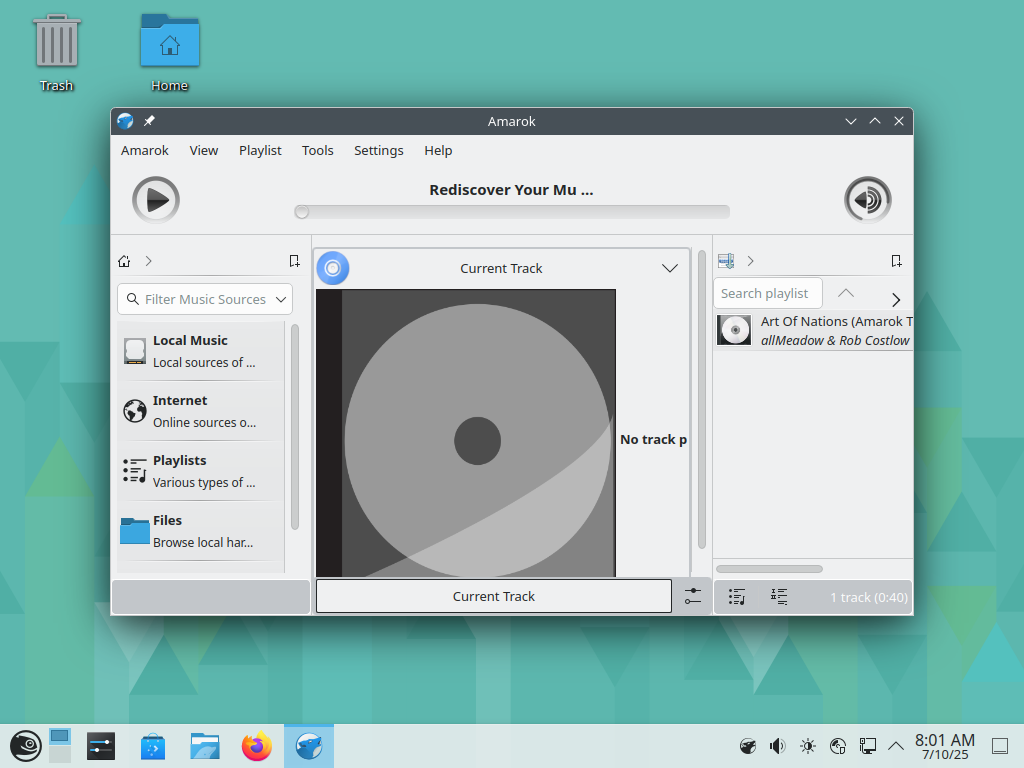 Trash
Home
Amarok
Amarok View Playlist Tools Settings Help
Rediscover Your Mu ...
Filter Music Sources
Local Music
Local sources of ...
Internet
Online sources o...
Playlists
Various types of ...
Files
Browse local har...
Current Track
No track p
Current Track
Search playlist
Art Of Nations (Amarok T
allMeadow & Rob Costlow
1 track (0:40)
8:01 AM
7/10/25